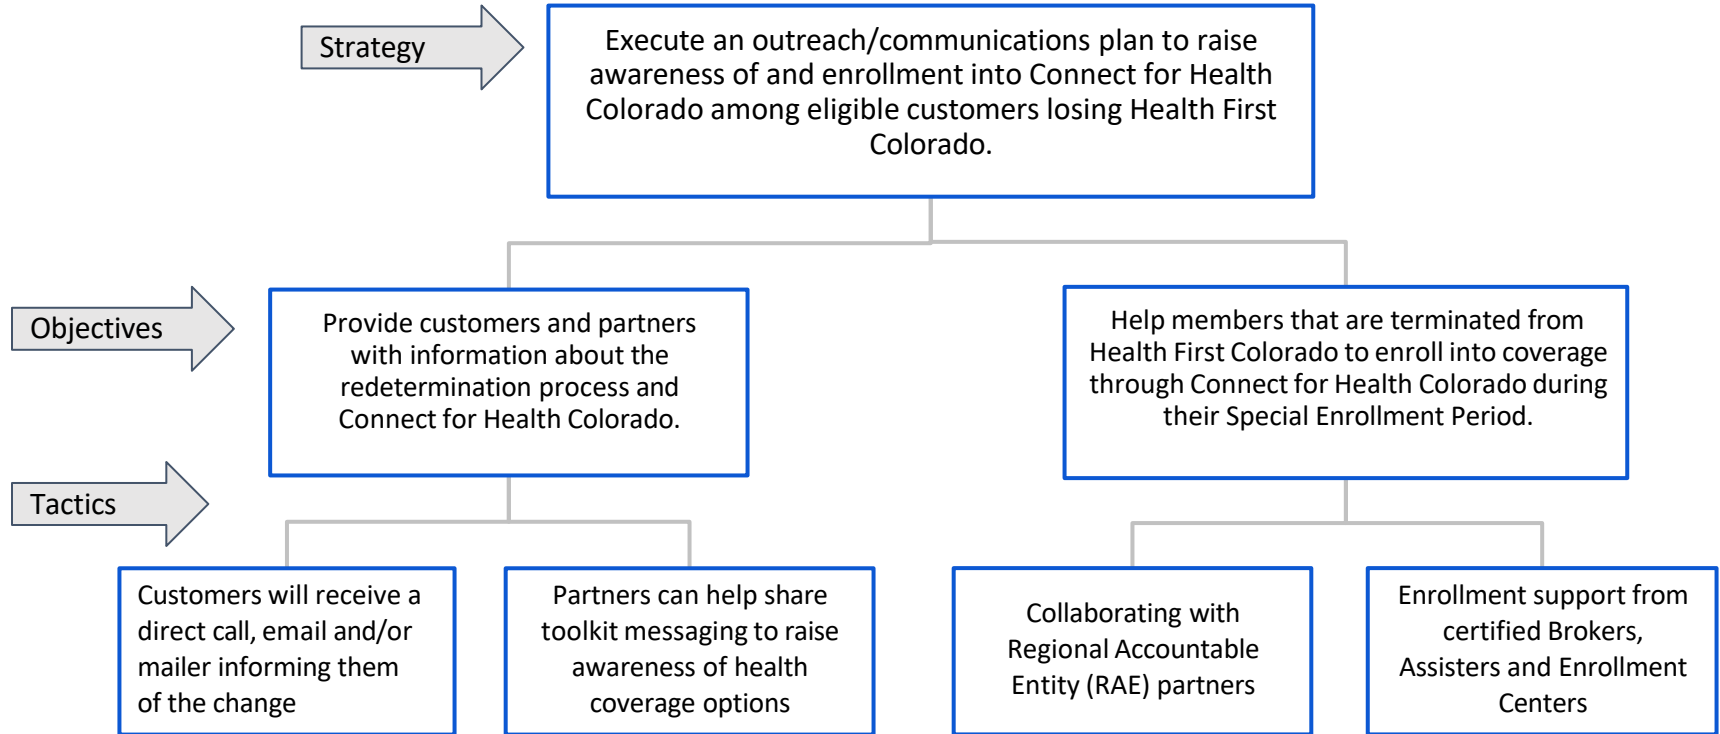 Strategy
Execute an outreach/communications plan to raise
awareness of and enrollment into Connect for Health
Colorado among eligible customers losing Health First
Colorado.
Objectives
Provide customers and partners
with information about the
redetermination process and
Connect for Health Colorado.
Help members that are terminated from
Health First Colorado to enroll into coverage
through Connect for Health Colorado during
their Special Enrollment Period.
Tactics
Customers will receive a
direct call, email and/or
mailer informing them
of the change
Partners can help share
toolkit messaging to raise
awareness of health
coverage options
Collaborating with
Regional Accountable
Entity (RAE) partners
Enrollment support from
certified Brokers,
Assisters and Enrollment
Centers